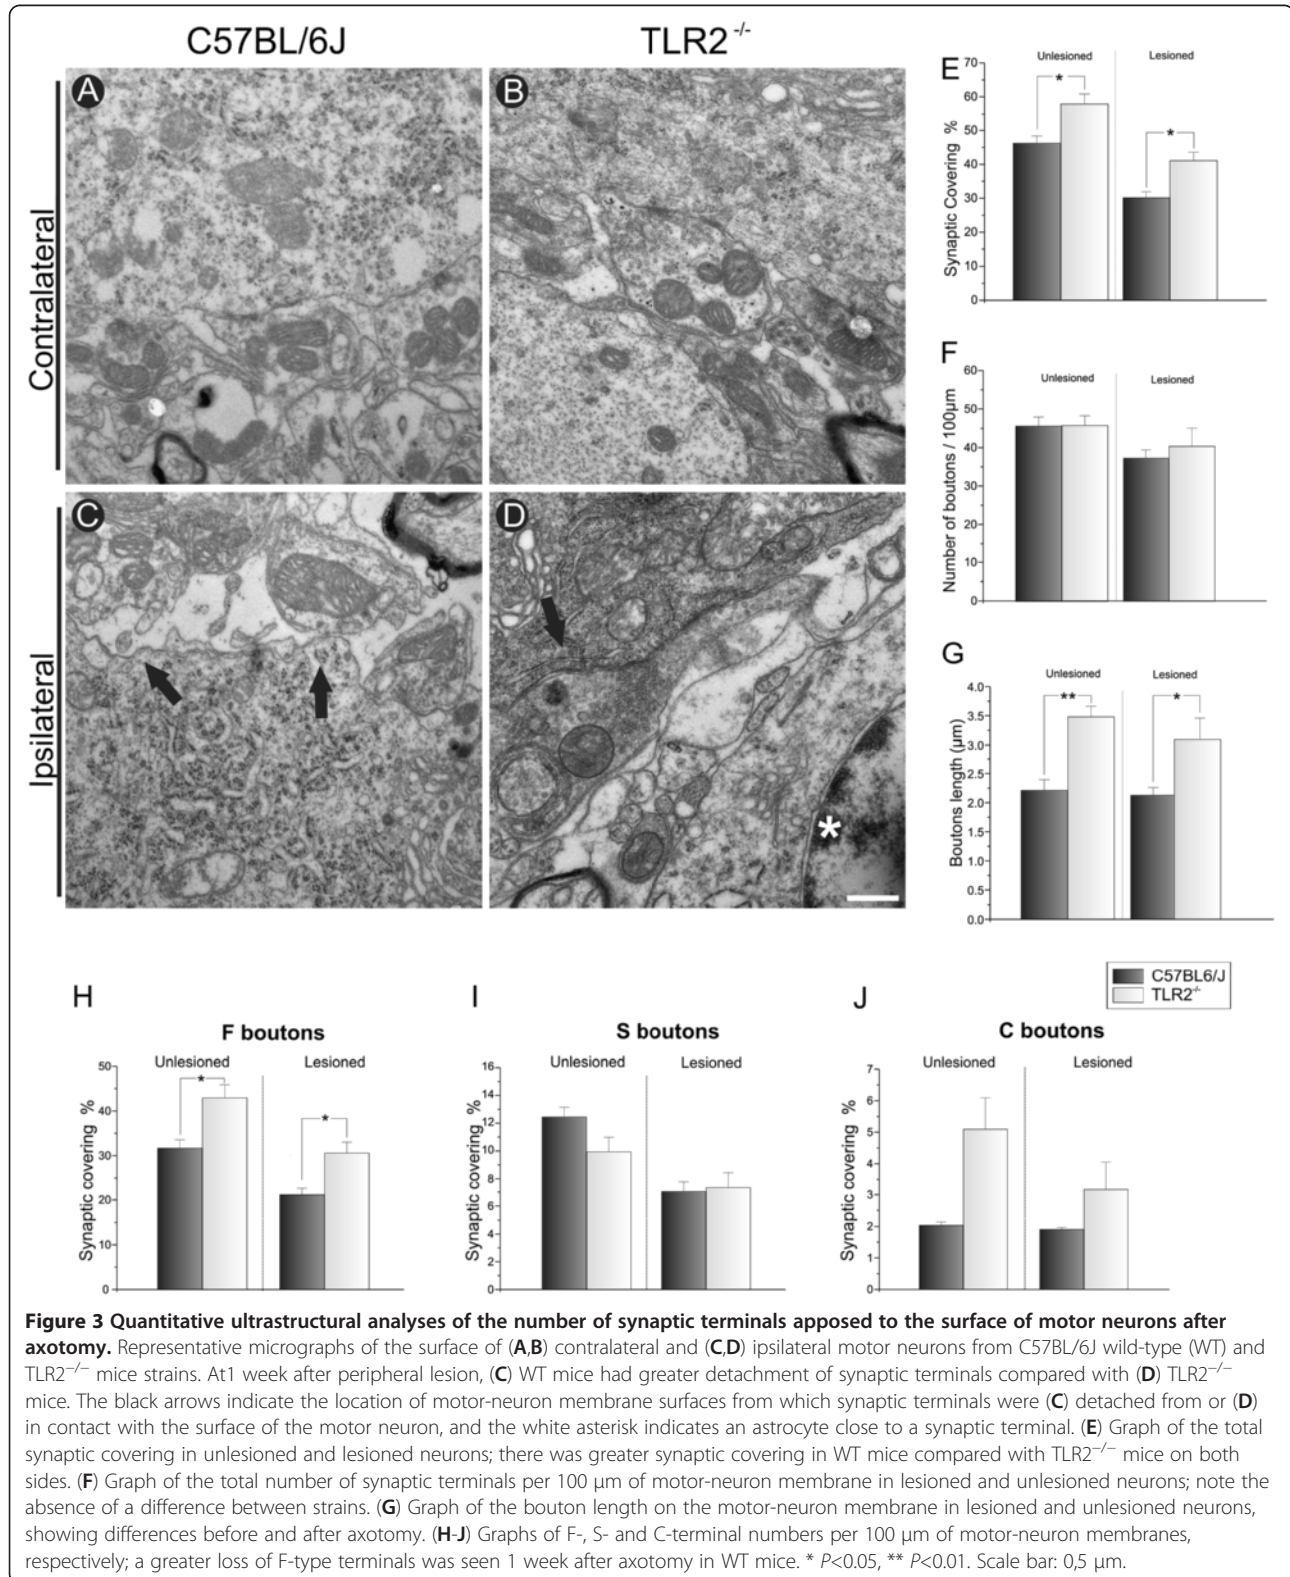 C57BL/6J TLR2-/-
Contralateral
Ipsilateral
A
B
C
D
E
Unlesioned Lesioned
Synaptic Covering %
70
60
50
40
30
20
10
0
*
*
F
Unlesioned Lesioned
Number of boutons / 100µm
60
50
40
30
20
10
0
G
Unlesioned Lesioned
Boutons length (µm)
4.0
3.5
3.0
2.5
2.0
1.5
1.0
0.5
0.0
**
*
*
C57BL6/J
TLR2-/-
H
F boutons
Unlesioned Lesioned
Synaptic covering %
50
40
30
20
10
0
*
*
I
S boutons
Unlesioned Lesioned
Synaptic covering %
16
14
12
10
8
6
4
2
0
J
C boutons
Unlesioned Lesioned
Synaptic covering %
7
6
5
4
3
2
1
0
Figure 3 Quantitative ultrastructural analyses of the number of synaptic terminals apposed to the surface of motor neurons after
axotomy. Representative micrographs of the surface of (A,B) contralateral and (C,D) ipsilateral motor neurons from C57BL/6J wild-type (WT) and
TLR2−/− mice strains. At1 week after peripheral lesion, (C) WT mice had greater detachment of synaptic terminals compared with (D) TLR2−/−
mice. The black arrows indicate the location of motor-neuron membrane surfaces from which synaptic terminals were (C) detached from or (D)
in contact with the surface of the motor neuron, and the white asterisk indicates an astrocyte close to a synaptic terminal. (E) Graph of the total
synaptic covering in unlesioned and lesioned neurons; there was greater synaptic covering in WT mice compared with TLR2−/− mice on both
sides. (F) Graph of the total number of synaptic terminals per 100 μm of motor-neuron membrane in lesioned and unlesioned neurons; note the
absence of a difference between strains. (G) Graph of the bouton length on the motor-neuron membrane in lesioned and unlesioned neurons,
showing differences before and after axotomy. (H-J) Graphs of F-, S- and C-terminal numbers per 100 μm of motor-neuron membranes,
respectively; a greater loss of F-type terminals was seen 1 week after axotomy in WT mice. * P<0.05, ** P<0.01. Scale bar: 0,5 μm.